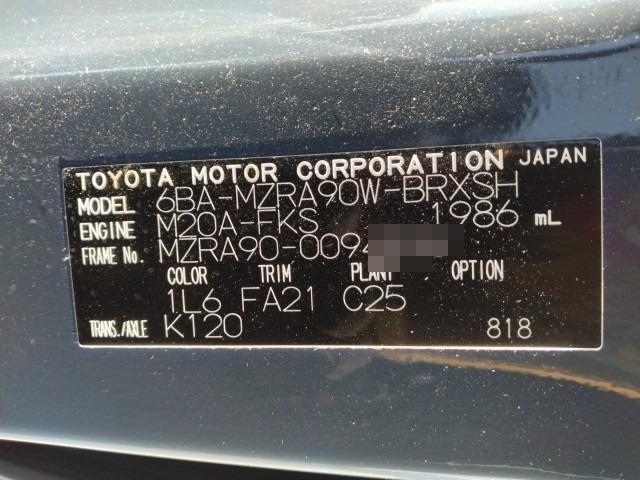 TOYOTA MOTOR CORPORATION JAPAN
MODEL 6BA-MZRA90W-BRXSH
ENGINE M20A-FKS 1986 mL
FRAME No. MZRA90-0094
COLOR TRIM PLANT OPTION
1L6 FA21 C25
TRANS./AXLE K120 818